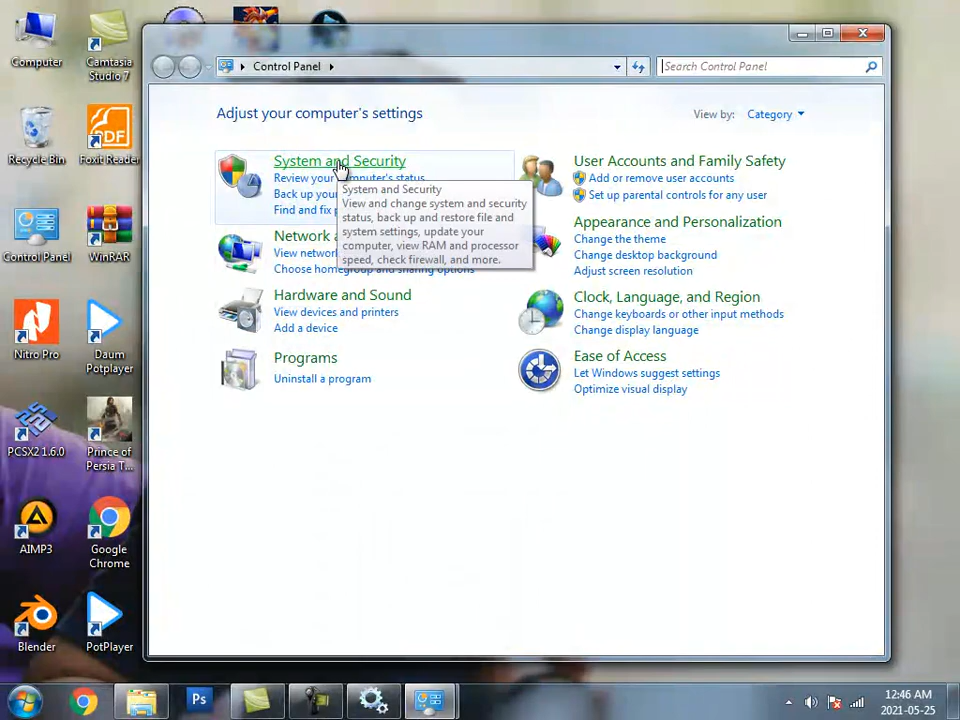 Computer
Camtasia
Studio 7
Recycle Bin
Foxit Reader
Control Panel
WinRAR
Nitro Pro
Daum
Potplayer
PCSX2 1.6.0
Prince of
Persia T...
AIMP3
Google
Chrome
Blender
PotPlayer
Control Panel
Search Control Panel
Adjust your computer's settings
View by: Category
System and Security
Review your computer's status
Back up your
Find and fix
System and Security
View and change system and security
status, back up and restore file and
system settings, update your
computer, view RAM and processor
speed, check firewall, and more.
Network
View network
Choose homegroup and sharing options
Hardware and Sound
View devices and printers
Add a device
Programs
Uninstall a program
User Accounts and Family Safety
Add or remove user accounts
Set up parental controls for any user
Appearance and Personalization
Change the theme
Change desktop background
Adjust screen resolution
Clock, Language, and Region
Change keyboards or other input methods
Change display language
Ease of Access
Let Windows suggest settings
Optimize visual display
PDF
Ps
12:46 AM
2021-05-25